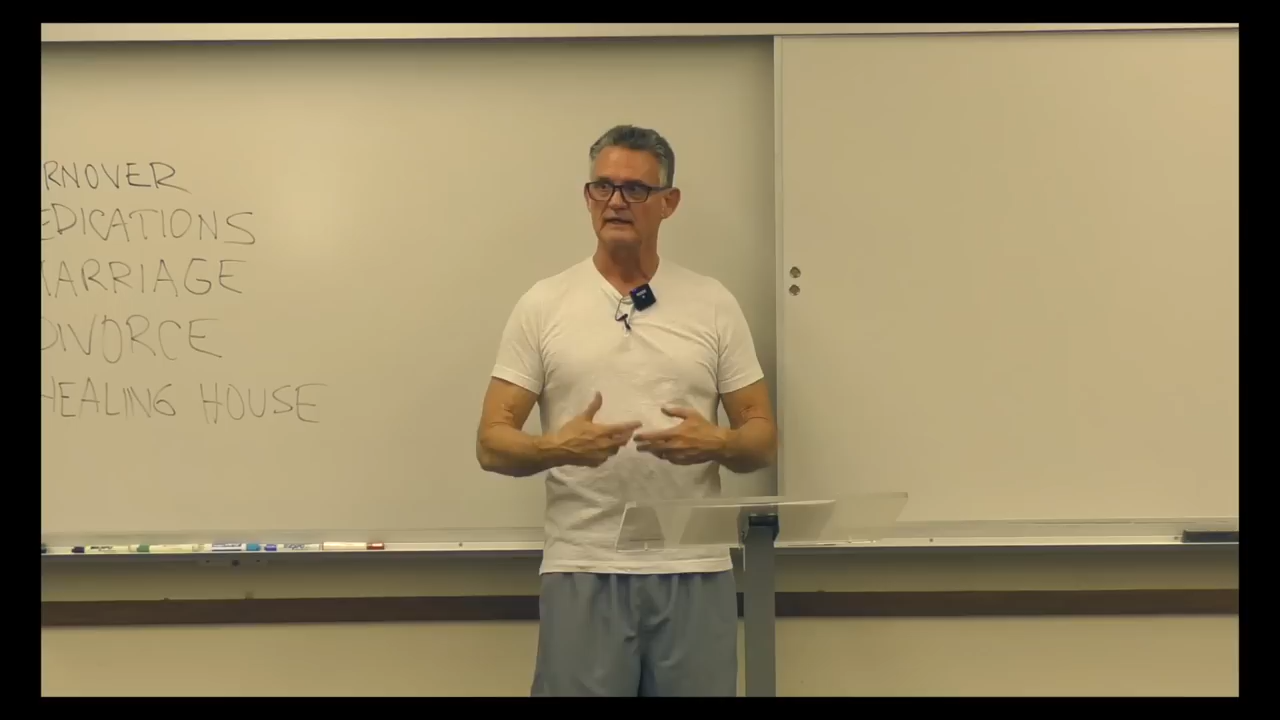 RNOVER
EDICATIONS
MARRIAGE
DIVORCE
HEALING HOUSE